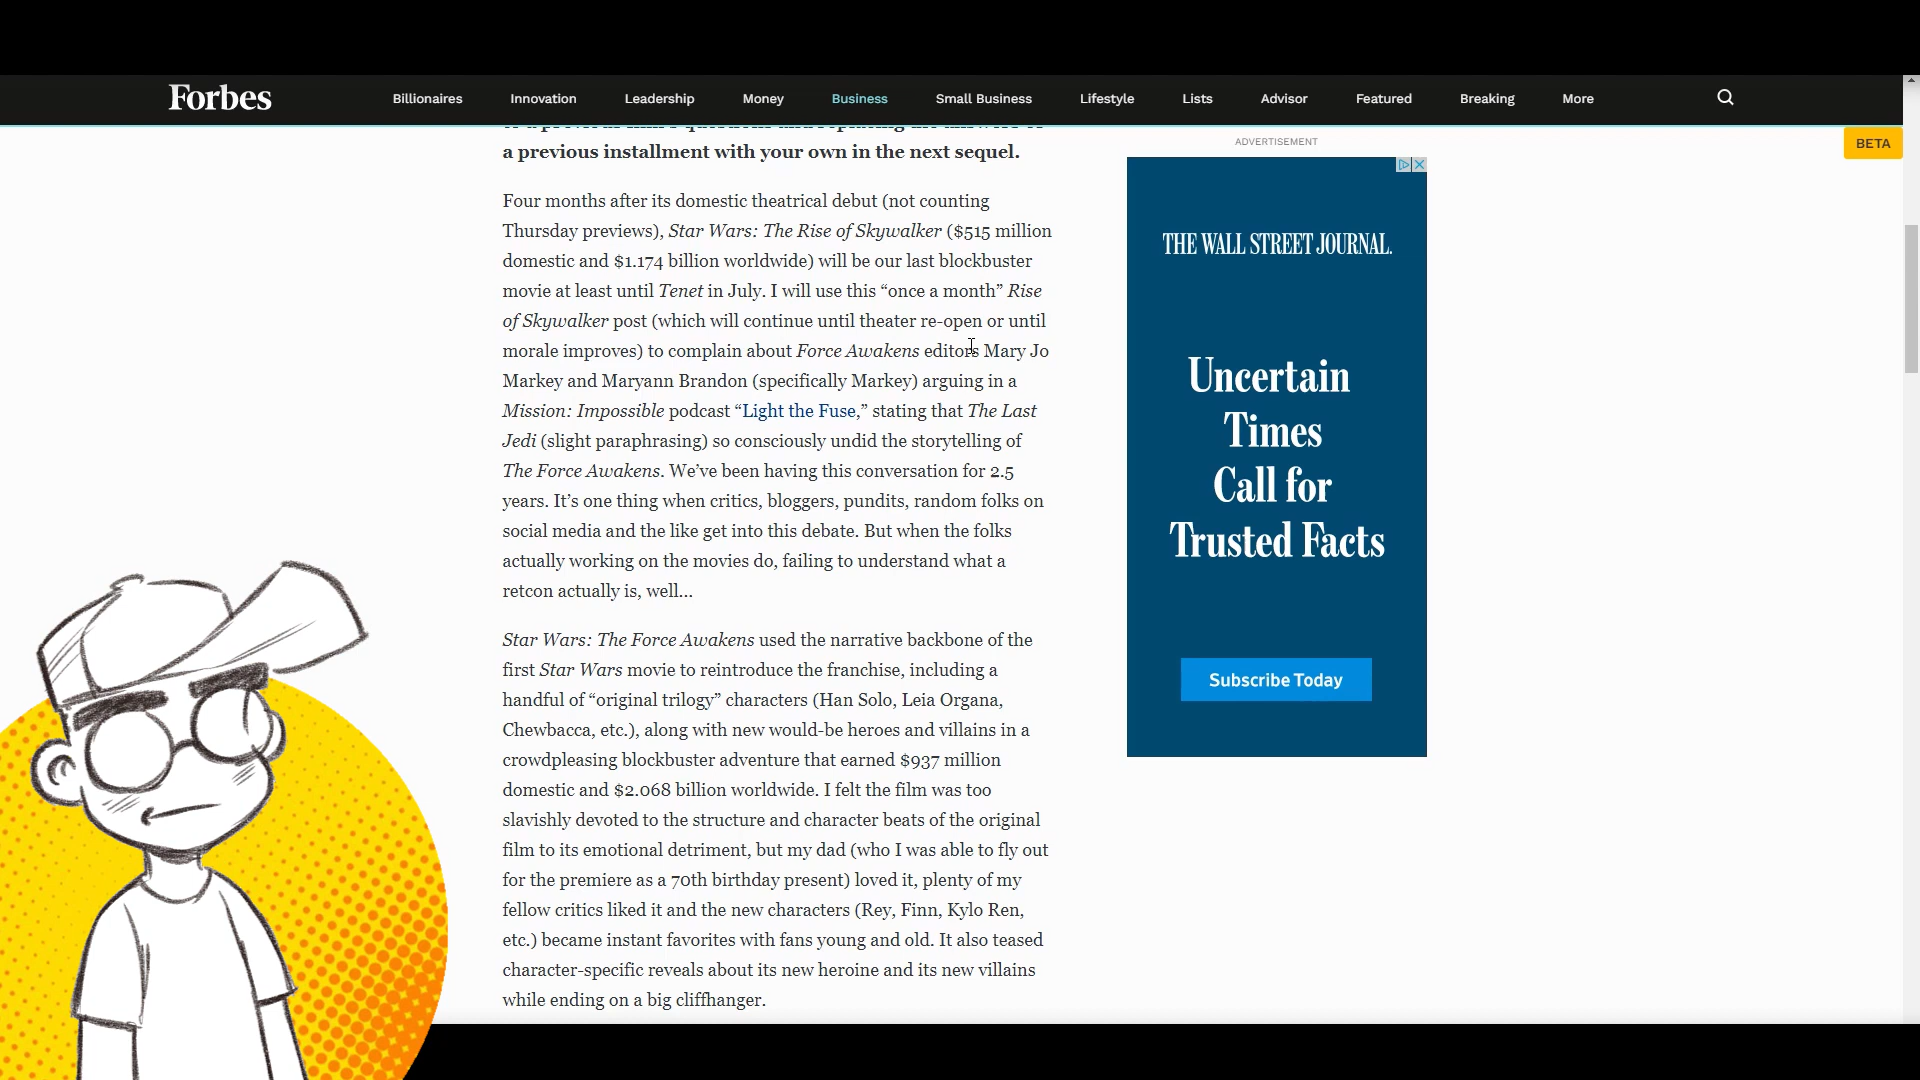 Forbes
Billionaires Innovation Leadership Money Business Small Business Lifestyle Lists Advisor Featured Breaking More
BETA
a previous installment with your own in the next sequel.
Four months after its domestic theatrical debut (not counting
Thursday previews), Star Wars: The Rise of Skywalker ($515 million
domestic and $1.174 billion worldwide) will be our last blockbuster
movie at least until Tenet in July. I will use this “once a month” Rise
of Skywalker post (which will continue until theater re-open or until
morale improves) to complain about Force Awakens editors Mary Jo
Markey and Maryann Brandon (specifically Markey) arguing in a
Mission: Impossible podcast “Light the Fuse,” stating that The Last
Jedi (slight paraphrasing) so consciously undid the storytelling of
The Force Awakens. We’ve been having this conversation for 2.5
years. It’s one thing when critics, bloggers, pundits, random folks on
social media and the like get into this debate. But when the folks
actually working on the movies do, failing to understand what a
retcon actually is, well…
Star Wars: The Force Awakens used the narrative backbone of the
first Star Wars movie to reintroduce the franchise, including a
handful of “original trilogy” characters (Han Solo, Leia Organa,
Chewbacca, etc.), along with new would-be heroes and villains in a
crowdpleasing blockbuster adventure that earned $937 million
domestic and $2.068 billion worldwide. I felt the film was too
slavishly devoted to the structure and character beats of the original
film to its emotional detriment, but my dad (who I was able to fly out
for the premiere as a 70th birthday present) loved it, plenty of my
fellow critics liked it and the new characters (Rey, Finn, Kylo Ren,
etc.) became instant favorites with fans young and old. It also teased
character-specific reveals about its new heroine and its new villains
while ending on a big cliffhanger.
ADVERTISEMENT
THE WALL STREET JOURNAL.
Uncertain
Times
Call for
Trusted Facts
Subscribe Today